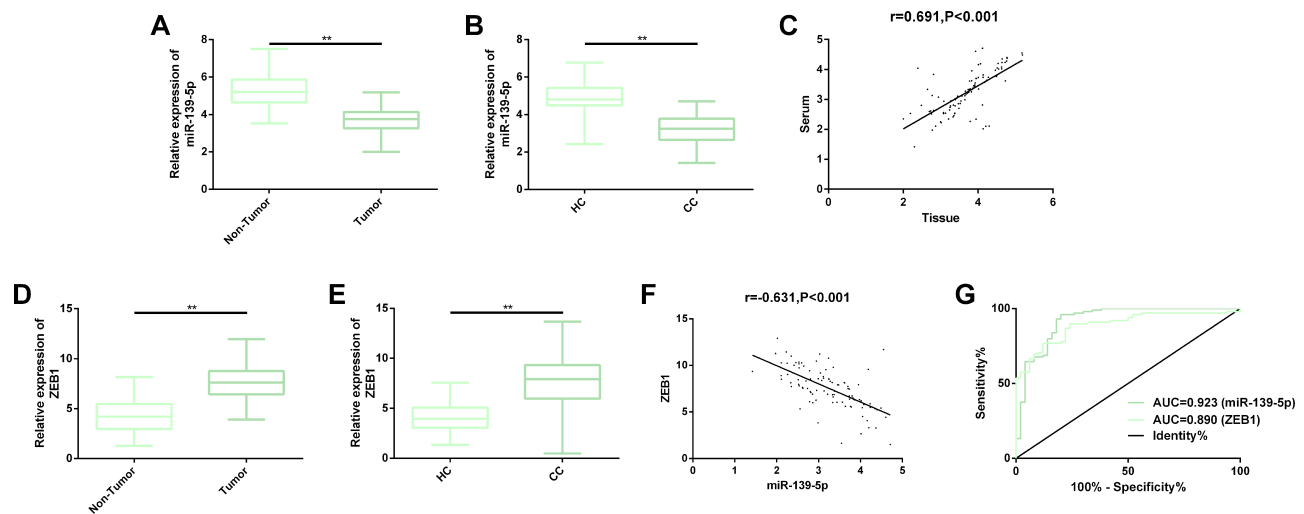 A
Relative expression of
miR-139-5p
8
6
4
2
0
**
Non-Tumor
Tumor
B
Relative expression of
miR-139-5p
8
6
4
2
0
**
HC
CC
C
r=0.691,P<0.001
Serum
5
4
3
2
1
0
0
2
4
6
Tissue
D
Relative expression of
ZEB1
15
10
5
0
**
Non-Tumor
Tumor
E
Relative expression of
ZEB1
15
10
5
0
**
HC
CC
F
r=-0.631,P<0.001
ZEB1
15
10
5
0
0
1
2
3
4
5
miR-139-5p
G
Sensitivity%
100
50
0
AUC=0.923 (miR-139-5p)
AUC=0.890 (ZEB1)
Identity%
0
50
100
100% - Specificity%